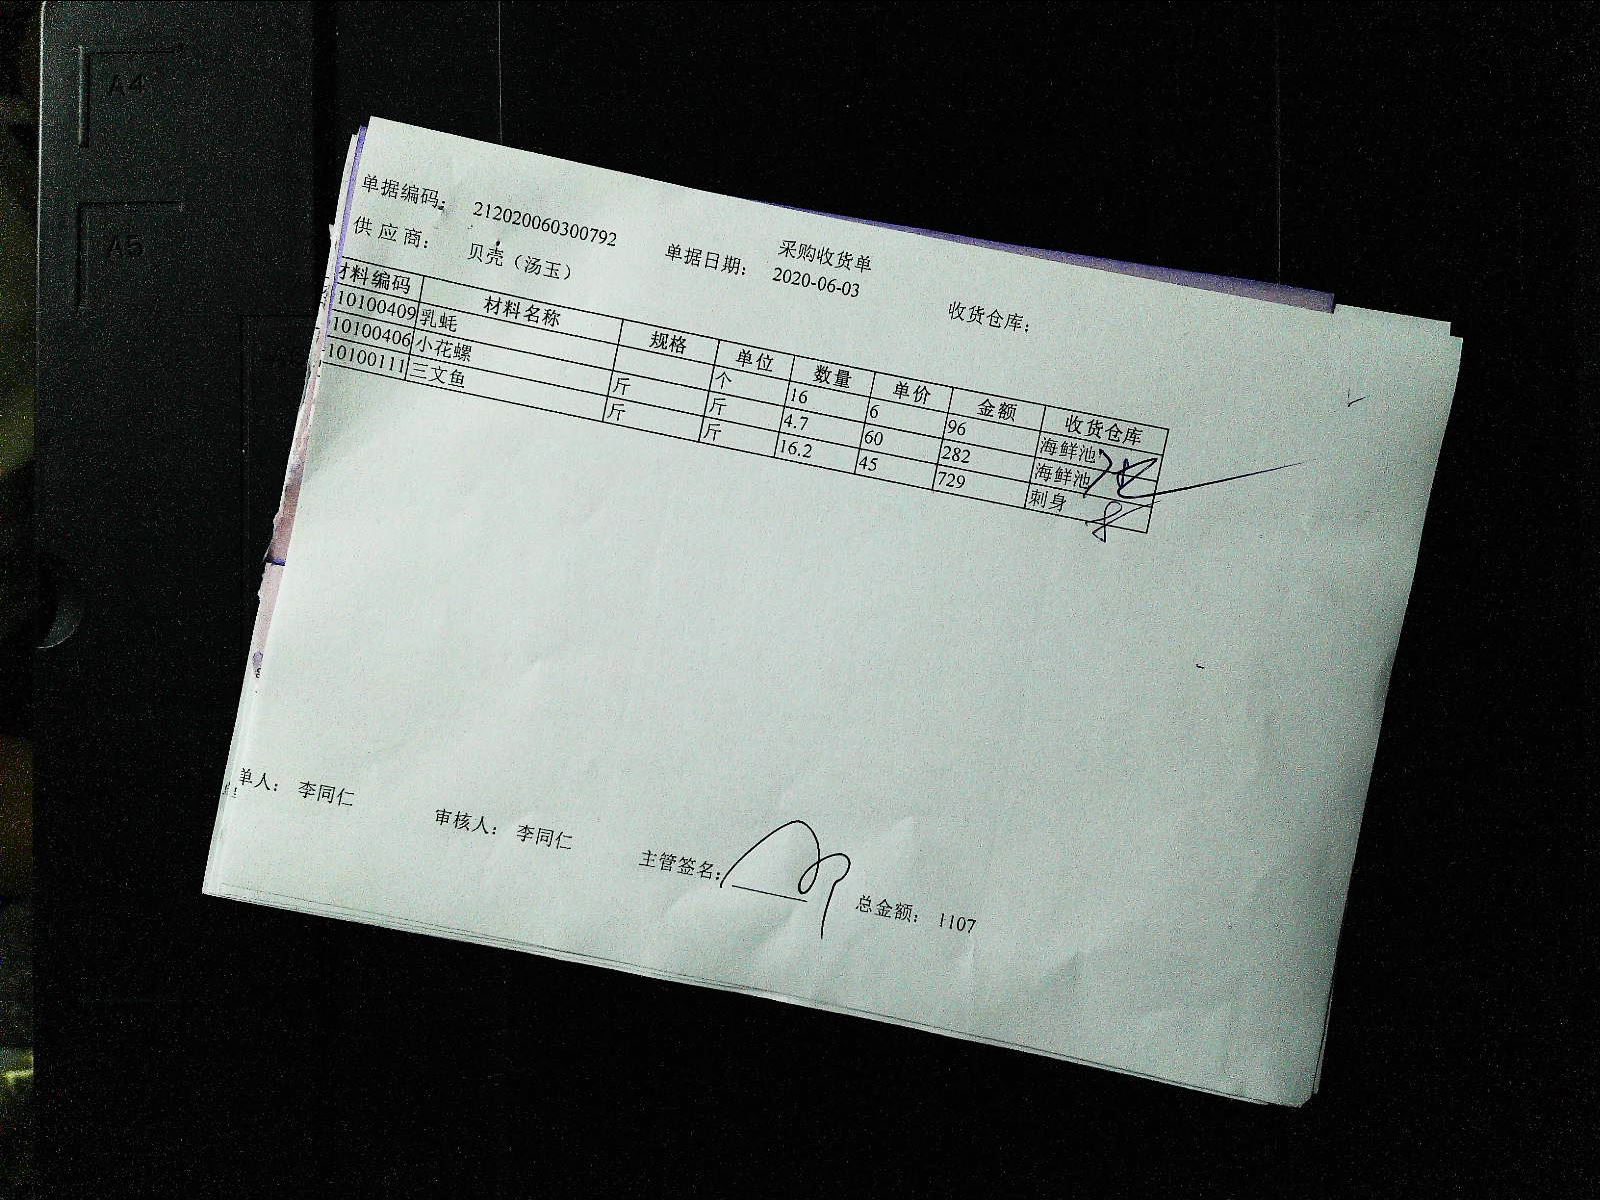 A4
A5
采购收货单
单据编码： 212020060300792 单据日期： 2020-06-03 收货仓库：
供应商： 贝壳（汤玉）
材料编码 材料名称 规格 单位 数量 单价 金额 收货仓库
10100409 乳蚝 个 16 6 96 海鲜池
10100406 小花螺 斤 斤 4.7 60 282 海鲜池
10100111 三文鱼 斤 斤 16.2 45 729 刺身
单人： 李同仁 审核人： 李同仁 主管签名： 总金额： 1107